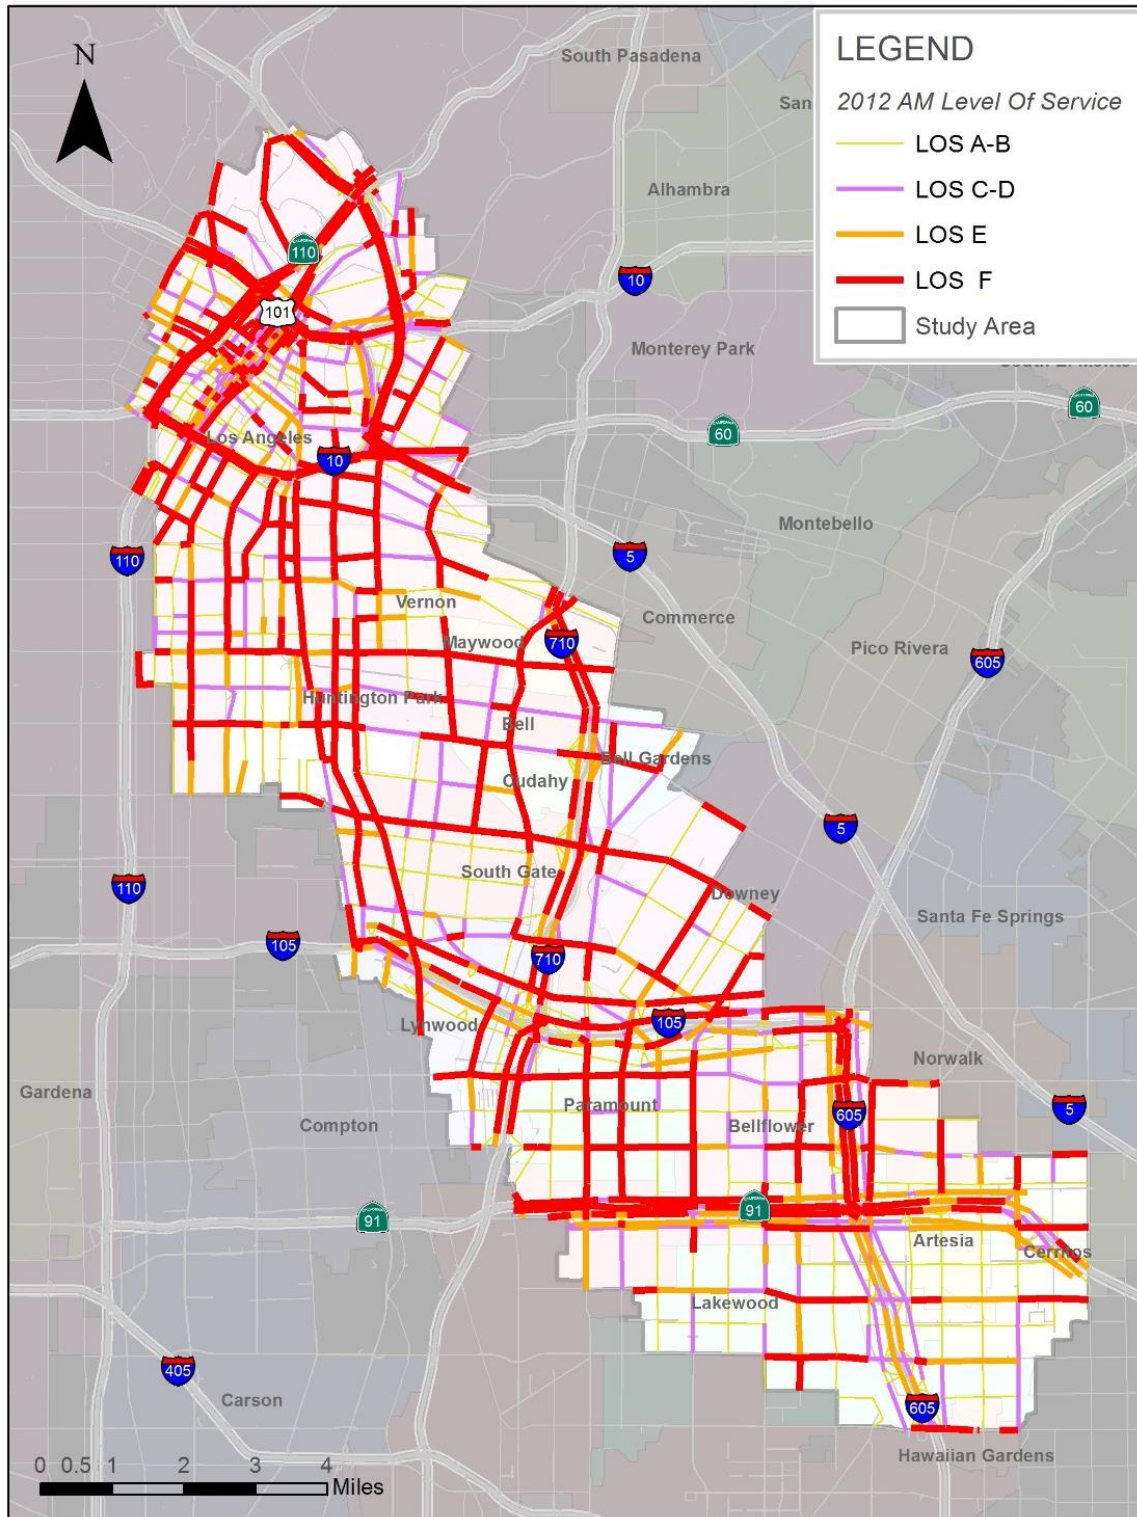 N
South Pasadena
San
LEGEND
2012 AM Level Of Service
LOS A-B
LOS C-D
LOS E
LOS F
Study Area
Alhambra
CALIFORNIA
110
10
101
Monterey Park
60
60
Los Angeles
10
Montebello
110
5
Vernon
Commerce
Maywood
710
Pico Rivera
605
Huntington Park
Bell
Bell Gardens
Cudahy
5
South Gate
110
Downey
Santa Fe Springs
105
710
Lynwood
105
Norwalk
Gardena
Paramount
5
Compton
Bellflower
605
91
CALIFORNIA
91
Artesia
Cerritos
Lakewood
405
Carson
605
Hawaiian Gardens
0 0.5 1 2 3 4
Miles